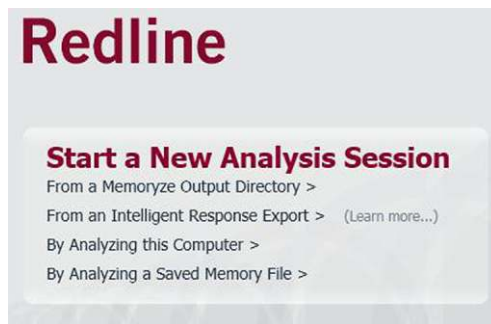 Redline
Start a New Analysis Session
From a Memoryze Output Directory >
From an Intelligent Response Export > (Learn more...)
By Analyzing this Computer >
By Analyzing a Saved Memory File >